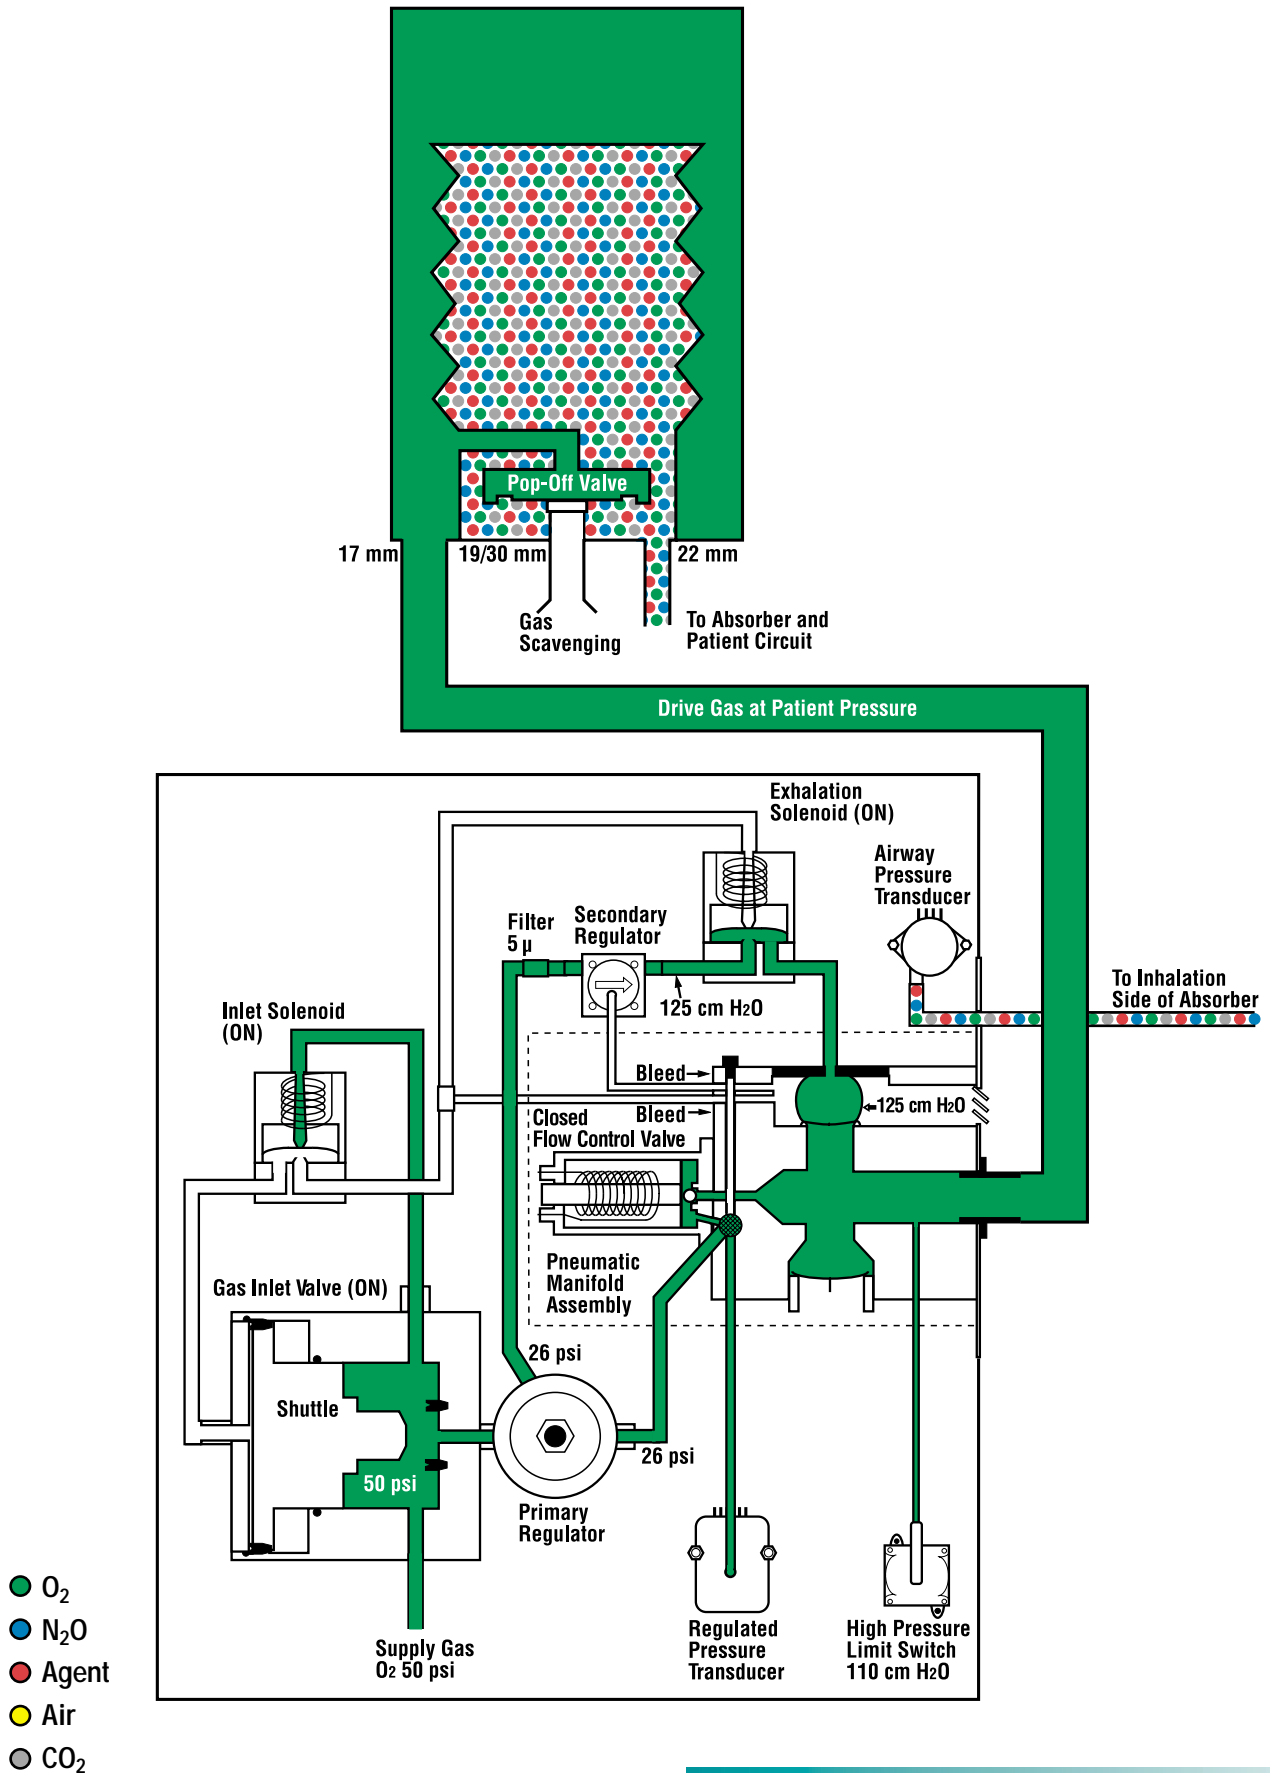 Pop-Off Valve
17 mm
19/30 mm
22 mm
Gas
Scavenging
To Absorber and
Patient Circuit
Drive Gas at Patient Pressure
Exhalation
Solenoid (ON)
Airway
Pressure
Transducer
Filter
5 µ
Secondary
Regulator
125 cm H2O
To Inhalation
Side of Absorber
Inlet Solenoid
(ON)
Bleed
Bleed
125 cm H2O
Closed
Flow Control Valve
Pneumatic
Manifold
Assembly
Gas Inlet Valve (ON)
26 psi
Shuttle
26 psi
50 psi
Primary
Regulator
Supply Gas
O2 50 psi
Regulated
Pressure
Transducer
High Pressure
Limit Switch
110 cm H2O
O2
N2O
Agent
Air
CO2